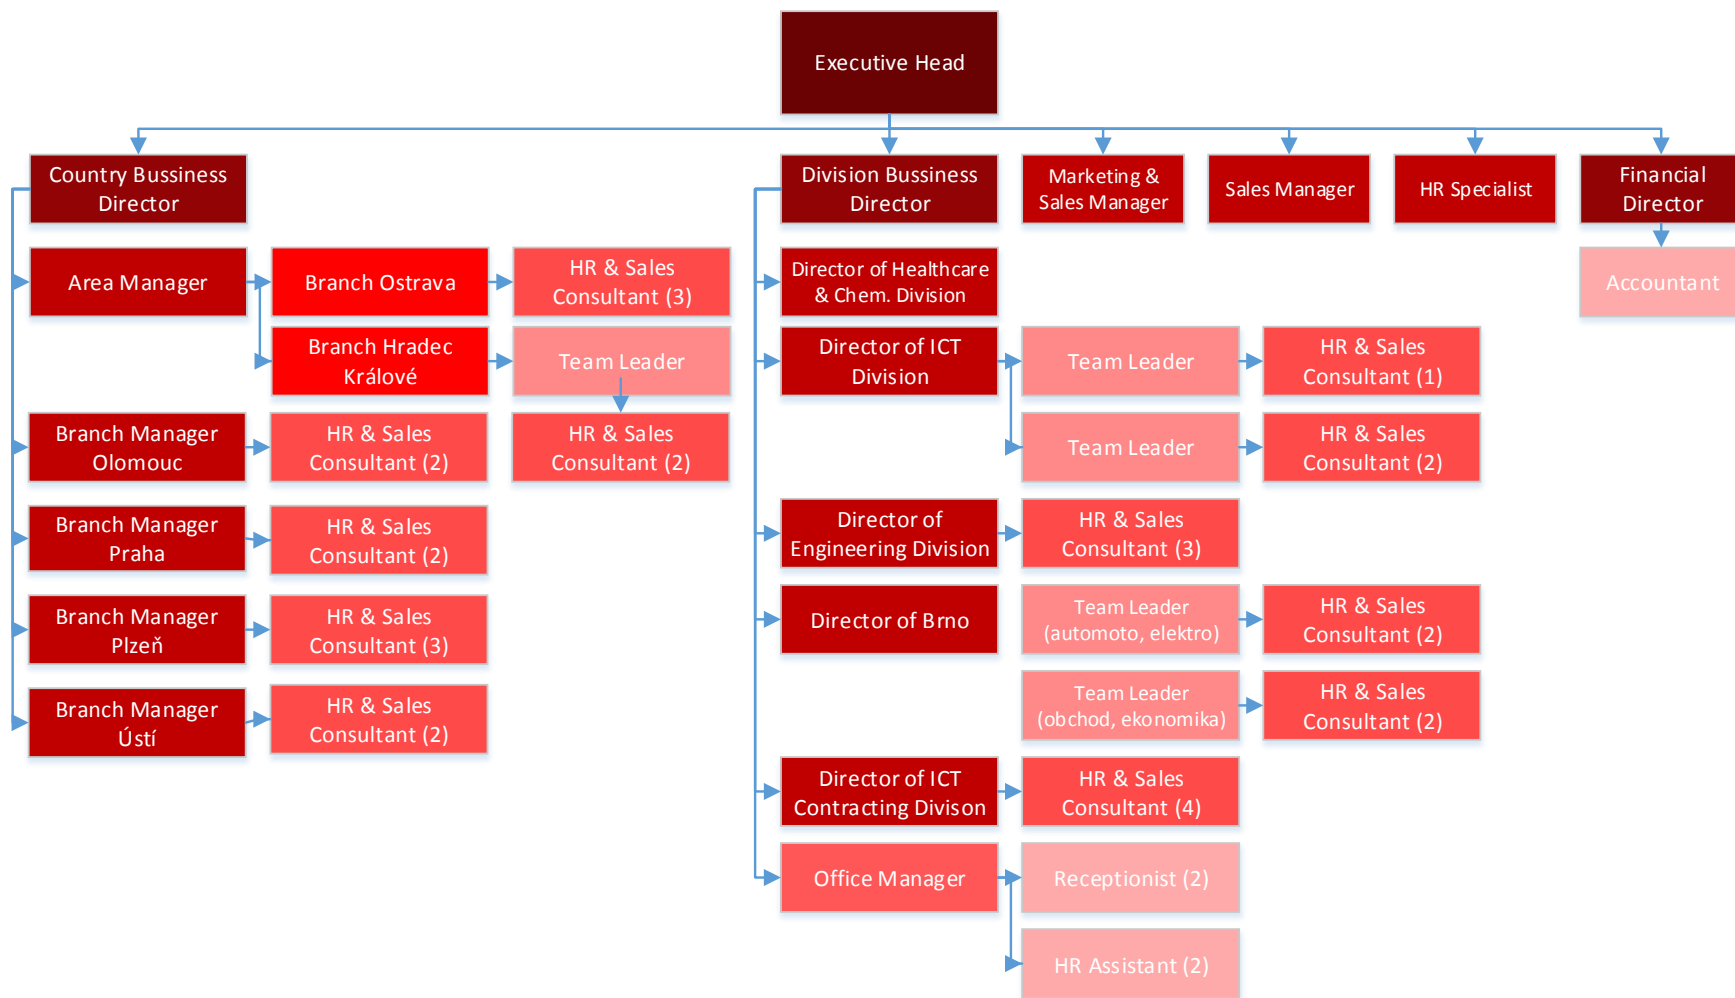 Executive Head
Country Bussiness
Director
Division Bussiness
Director
Marketing &
Sales Manager
Sales Manager
HR Specialist
Financial
Director
Area Manager
Branch Ostrava
HR & Sales
Consultant (3)
Director of Healthcare
& Chem. Division
Accountant
Branch Hradec
Králové
Team Leader
Director of ICT
Division
Team Leader
HR & Sales
Consultant (1)
Branch Manager
Olomouc
HR & Sales
Consultant (2)
HR & Sales
Consultant (2)
Team Leader
HR & Sales
Consultant (2)
Branch Manager
Praha
HR & Sales
Consultant (2)
Director of
Engineering Division
HR & Sales
Consultant (3)
Branch Manager
Plzeň
HR & Sales
Consultant (3)
Director of Brno
Team Leader
(automoto, elektro)
HR & Sales
Consultant (2)
Branch Manager
Ústí
HR & Sales
Consultant (2)
Team Leader
(obchod, ekonomika)
HR & Sales
Consultant (2)
Director of ICT
Contracting Divison
HR & Sales
Consultant (4)
Office Manager
Receptionist (2)
HR Assistant (2)